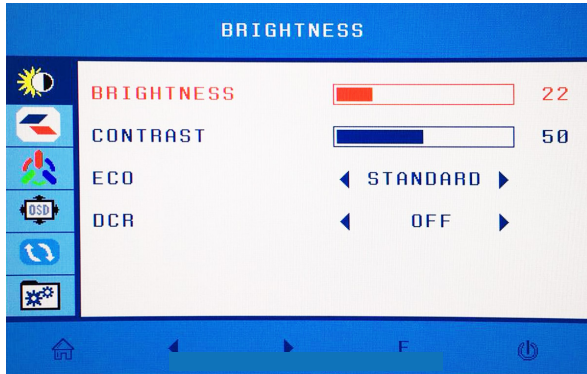 BRIGHTNESS
BRIGHTNESS 22
CONTRAST 50
ECO STANDARD
DCR OFF
OSD